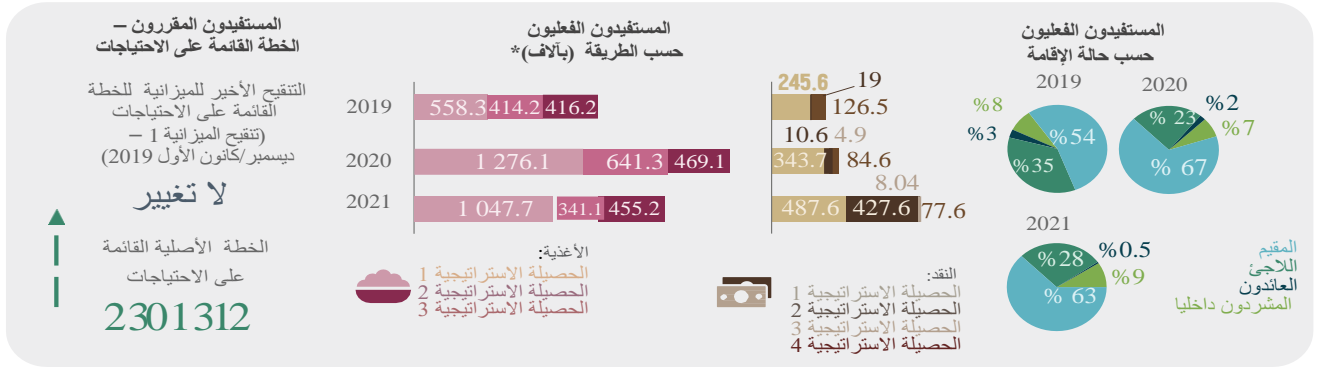 المستفيدون الفعليون
حسب حالة الإقامة
2019
2020
%8
%3
%54
%35
% 23
%2
%7
% 67
2021
%28
%0.5
%9
% 63
المقيم
اللاجئ
العائدون
المشردون داخليا
المستفيدون الفعليون
حسب الطريقة (بآلاف)*
2019
558.3
414.2
416.2
245.6
19
126.5
2020
1 276.1
641.3
469.1
10.6
4.9
343.7
84.6
2021
1 047.7
341.1
455.2
8.04
487.6
427.6
77.6
الأغذية:
الحصيلة الاستراتيجية 1
الحصيلة الاستراتيجية 2
الحصيلة الاستراتيجية 3
النقد:
الحصيلة الاستراتيجية 1
الحصيلة الاستراتيجية 2
الحصيلة الاستراتيجية 3
الحصيلة الاستراتيجية 4
المستفيدون المقررون –
الخطة القائمة على الاحتياجات
التنقيح الأخير للميزانية للخطة
القائمة على الاحتياجات
(تنقيح الميزانية 1 –
ديسمبر/كانون الأول 2019)
لا تغيير
الخطة الأصلية القائمة
على الاحتياجات
2301312